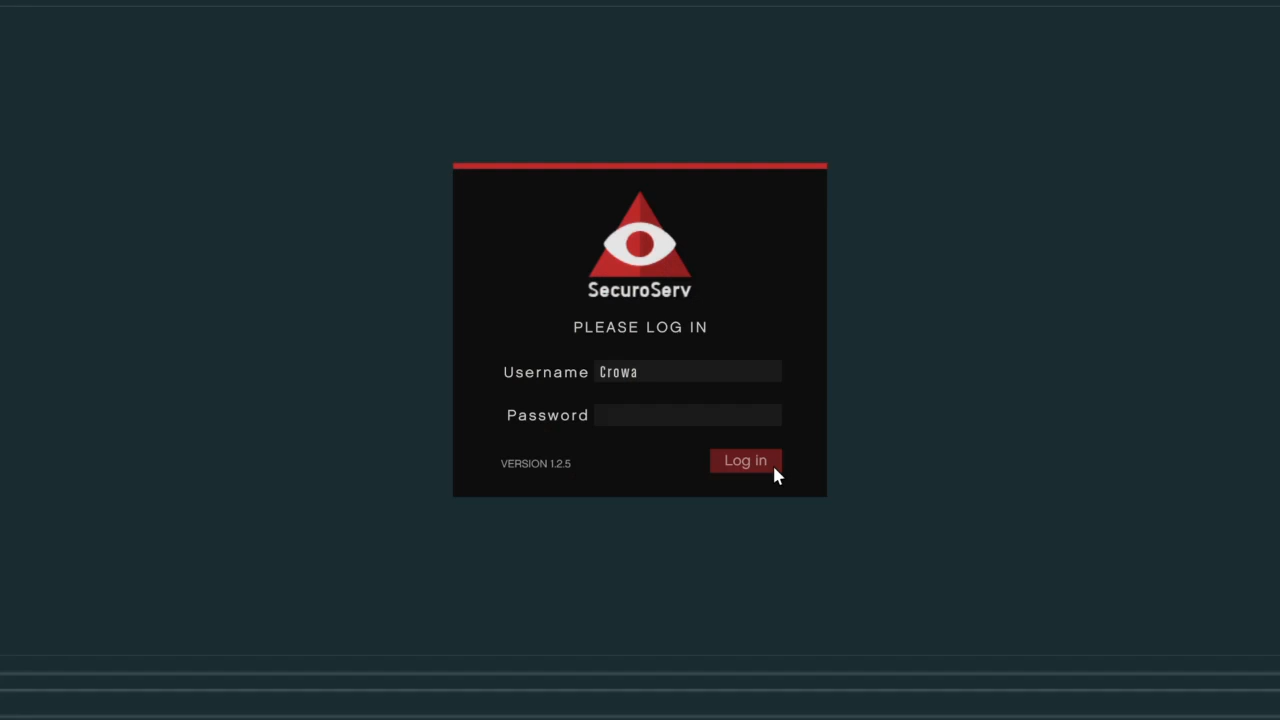 SecuroServ
PLEASE LOG IN
Username Crowa
Password
VERSION 1.2.5 Log in